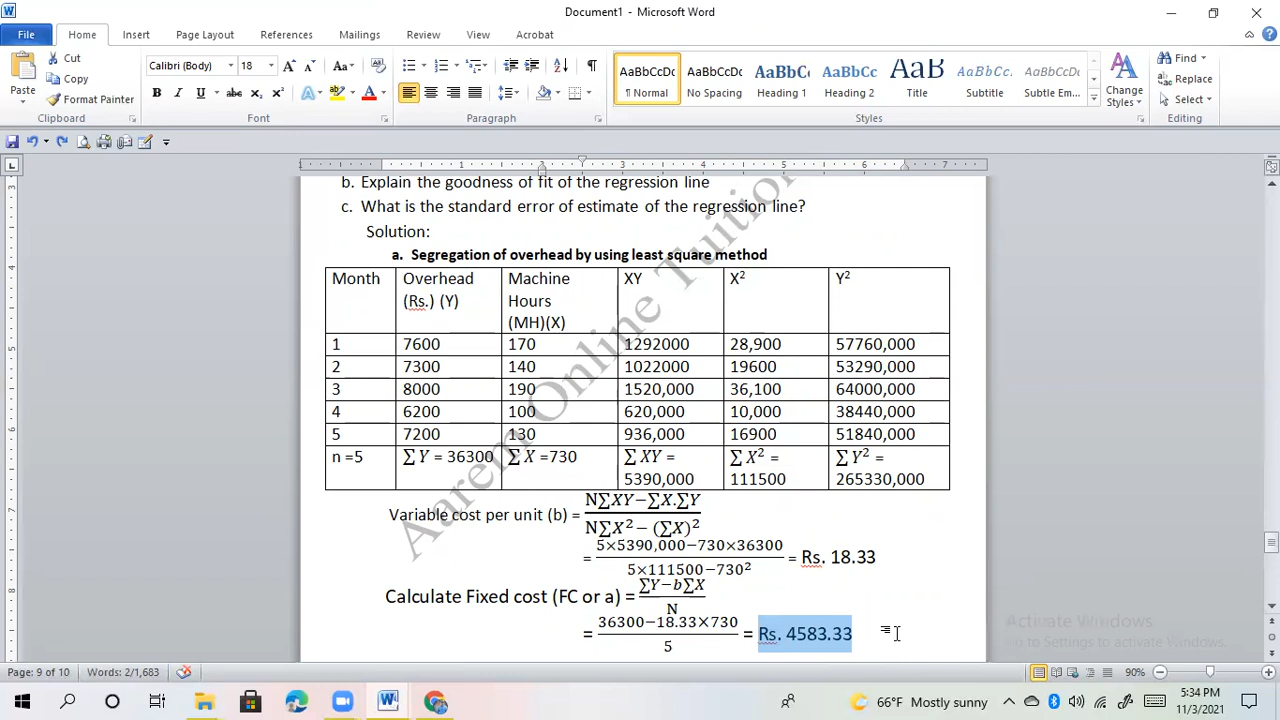 Document1 - Microsoft Word
File Home Insert Page Layout References Mailings Review View Acrobat
Paste Cut Copy Format Painter Clipboard
Calibri (Body) 18 Font
Paragraph
AaBbCcDc ¶ Normal
AaBbCcDc No Spacing
AaBbCc Heading 1
AaBbCc Heading 2
AaB Title
AaBbCcDc Subtitle
AaBbCcDc Subtle Em...
Styles
Change Styles
Find Replace Select Editing
1 1 2 3 4 5 6 7
b. Explain the goodness of fit of the regression line
c. What is the standard error of estimate of the regression line?
Solution:
a. Segregation of overhead by using least square method
Month Overhead (Rs.) (Y) Machine Hours (MH)(X) XY X² Y²
1 7600 170 1292000 28,900 57760,000
2 7300 140 1022000 19600 53290,000
3 8000 190 1520,000 36,100 64000,000
4 6200 100 620,000 10,000 38440,000
5 7200 130 936,000 16900 51840,000
n =5 ∑ Y = 36300 ∑ X =730 ∑ XY = 5390,000 ∑ X² = 111500 ∑ Y² = 265330,000
Variable cost per unit (b) = N∑XY−∑X.∑Y / N∑X²− (∑X)²
= 5×5390,000−730×36300 / 5×111500−730² = Rs. 18.33
Calculate Fixed cost (FC or a) = ∑Y−b∑X / N
= 36300−18.33×730 / 5 = Rs. 4583.33
Aarem Online Tuition
Activate Windows
Go to Settings to activate Windows.
Page: 9 of 10 Words: 2/1,683 90%
66°F Mostly sunny
5:34 PM
11/3/2021